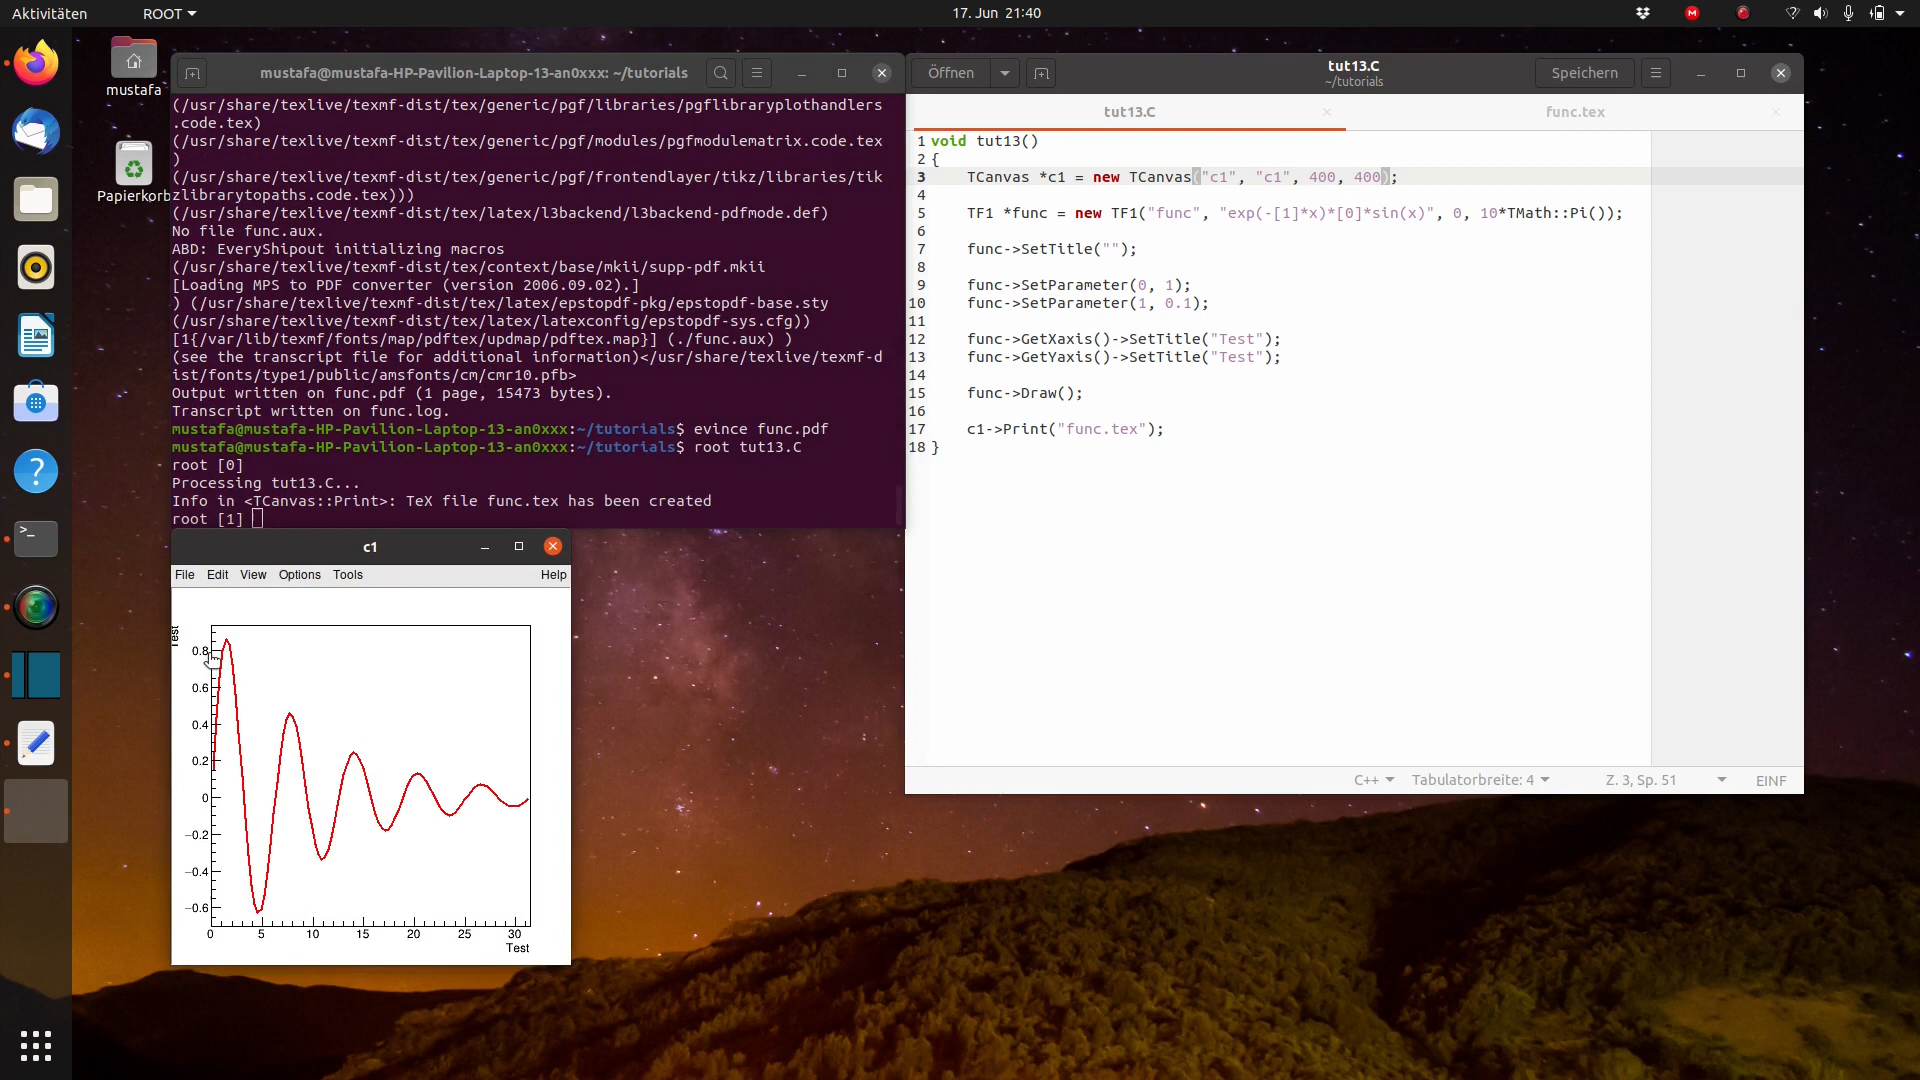 Aktivitäten
ROOT
17. Jun 21:40
mustafa
Papierkorb
mustafa@mustafa-HP-Pavilion-Laptop-13-an0xxx: ~/tutorials
(/usr/share/texlive/texmf-dist/tex/generic/pgf/libraries/pgflibraryplothandlers
.code.tex)
(/usr/share/texlive/texmf-dist/tex/generic/pgf/modules/pgfmodulematrix.code.tex
)
(/usr/share/texlive/texmf-dist/tex/generic/pgf/frontendlayer/tikz/libraries/tik
zlibrarytopaths.code.tex)))
(/usr/share/texlive/texmf-dist/tex/latex/l3backend/l3backend-pdfmode.def)
No file func.aux.
ABD: EveryShipout initializing macros
(/usr/share/texlive/texmf-dist/tex/context/base/mkii/supp-pdf.mkii
[Loading MPS to PDF converter (version 2006.09.02).]
) (/usr/share/texlive/texmf-dist/tex/latex/epstopdf-pkg/epstopdf-base.sty
(/usr/share/texlive/texmf-dist/tex/latex/latexconfig/epstopdf-sys.cfg))
[1{/var/lib/texmf/fonts/map/pdftex/updmap/pdftex.map}] (./func.aux) )
(see the transcript file for additional information)</usr/share/texlive/texmf-d
ist/fonts/type1/public/amsfonts/cm/cmr10.pfb>
Output written on func.pdf (1 page, 15473 bytes).
Transcript written on func.log.
mustafa@mustafa-HP-Pavilion-Laptop-13-an0xxx:~/tutorials$ evince func.pdf
mustafa@mustafa-HP-Pavilion-Laptop-13-an0xxx:~/tutorials$ root tut13.C
root [0]
Processing tut13.C...
Info in <TCanvas::Print>: TeX file func.tex has been created
root [1]
Öffnen
tut13.C
~/tutorials
Speichern
tut13.C
func.tex
1 void tut13()
2 {
3 TCanvas *c1 = new TCanvas("c1", "c1", 400, 400);
4
5 TF1 *func = new TF1("func", "exp(-[1]*x)*[0]*sin(x)", 0, 10*TMath::Pi());
6
7 func->SetTitle("");
8
9 func->SetParameter(0, 1);
10 func->SetParameter(1, 0.1);
11
12 func->GetXaxis()->SetTitle("Test");
13 func->GetYaxis()->SetTitle("Test");
14
15 func->Draw();
16
17 c1->Print("func.tex");
18 }
C++
Tabulatorbreite: 4
Z. 3, Sp. 51
EINF
c1
File Edit View Options Tools Help
Test
0.8
0.6
0.4
0.2
0
−0.2
−0.4
−0.6
0 5 10 15 20 25 30
Test